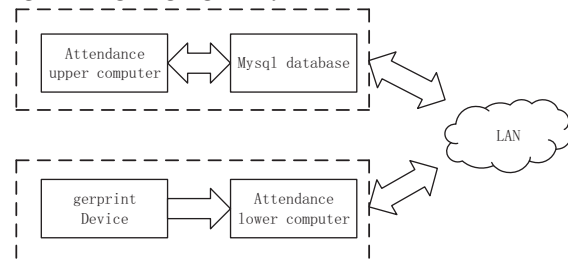 Attendance
upper computer
Mysql database
LAN
gerprint
Device
Attendance
lower computer